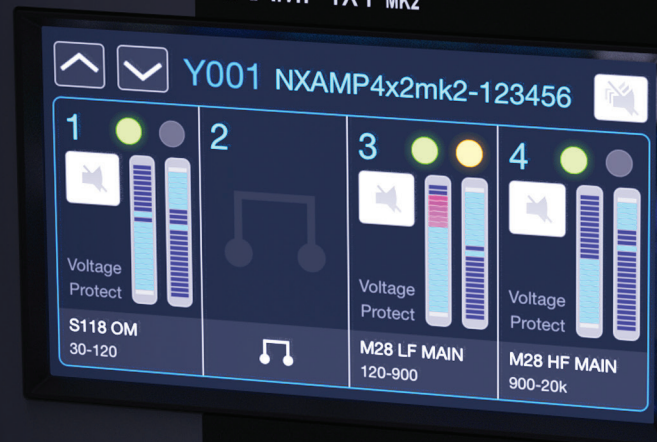 MK2
Y001 NXAMP4x2mk2-123456
1
2
3
4
Voltage
Protect
S118 OM
30-120
Voltage
Protect
M28 LF MAIN
120-900
Voltage
Protect
M28 HF MAIN
900-20k